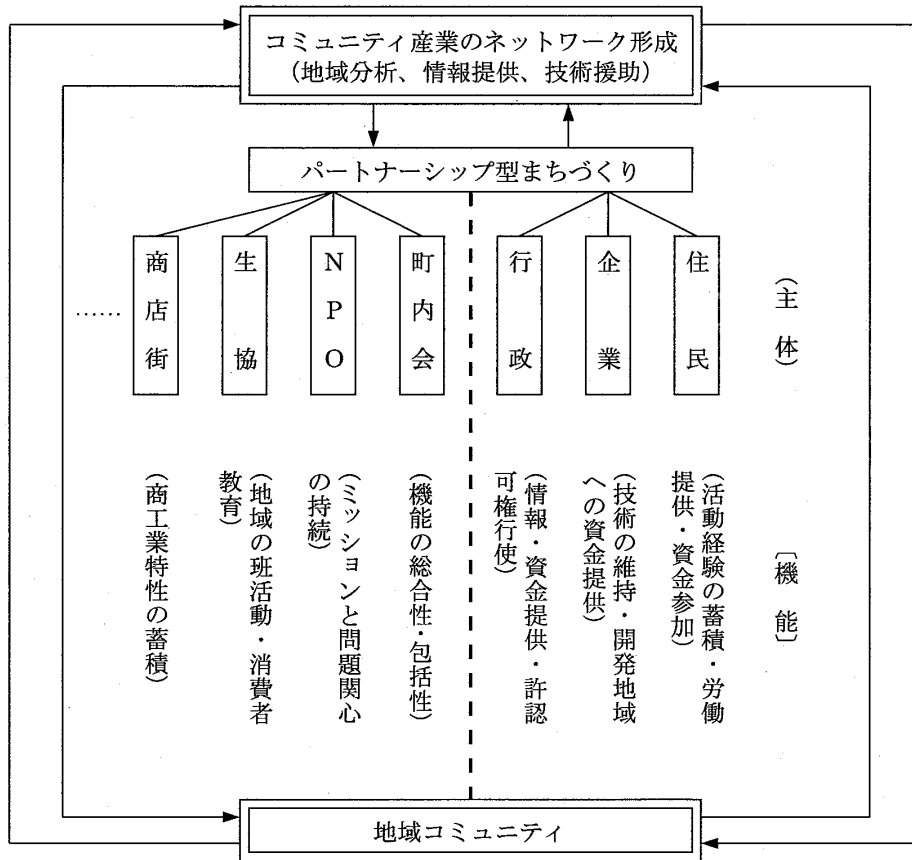 コミュニティ産業のネットワーク形成
（地域分析、情報提供、技術援助）
パートナーシップ型まちづくり
（主体）
住民
企業
行政
町内会
NPO
生協
商店街
……
〔機能〕
（活動経験の蓄積・労働
提供・資金参加）
（技術の維持・開発地域
への資金提供）
（情報・資金提供・許認
可権行使）
（機能の総合性・包括性）
（ミッションと問題関心
の持続）
（地域の班活動・消費者
教育）
（商工業特性の蓄積）
地域コミュニティ